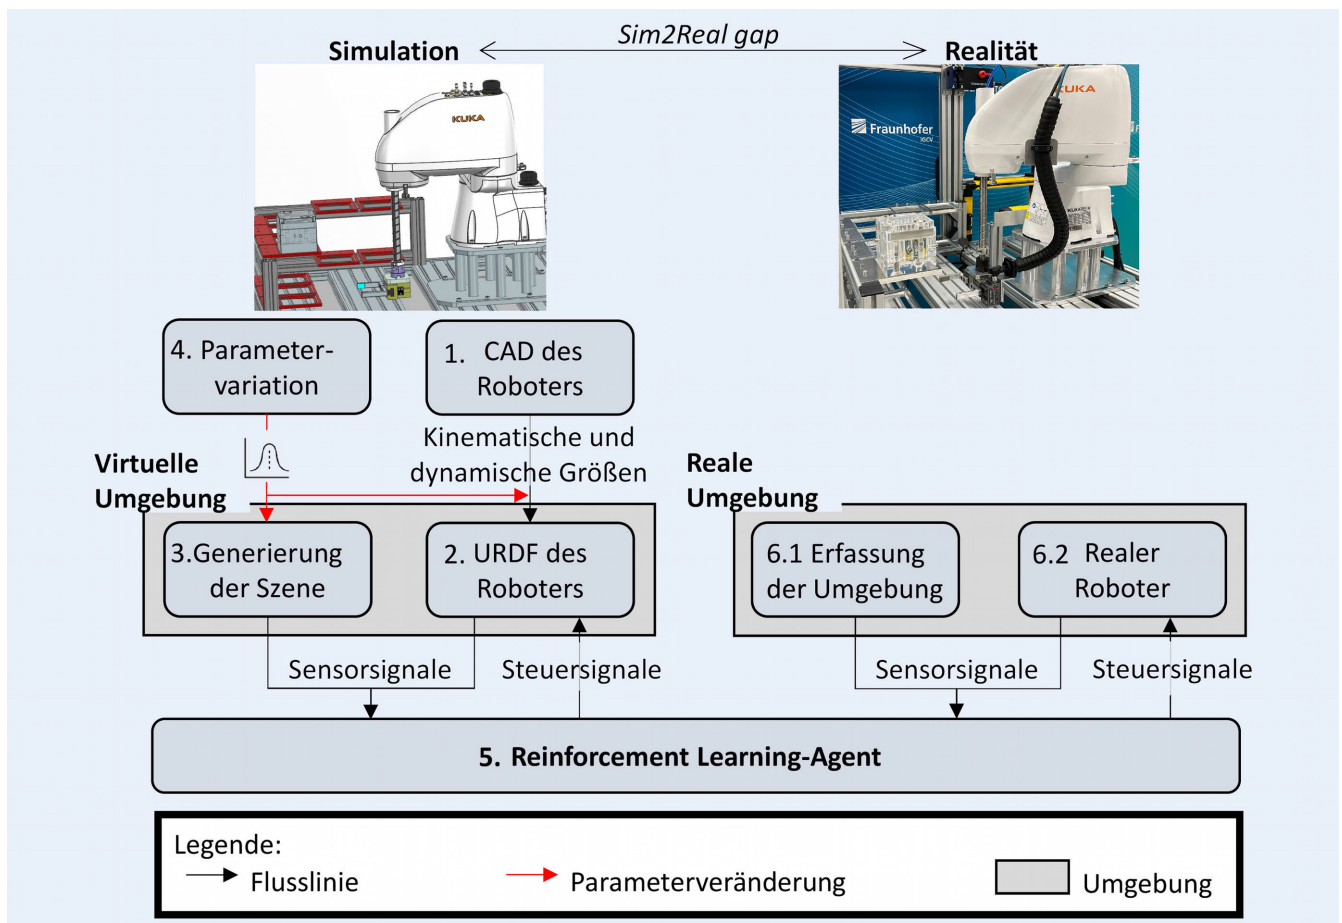 Sim2Real gap
Simulation
Realität
KUKA
KUKA
Fraunhofer
IGCV
4. Parameter-
variation
1. CAD des
Roboters
Kinematische und
dynamische Größen
Virtuelle
Umgebung
Reale
Umgebung
3.Generierung
der Szene
2. URDF des
Roboters
6.1 Erfassung
der Umgebung
6.2 Realer
Roboter
Sensorsignale
Steuersignale
Sensorsignale
Steuersignale
5. Reinforcement Learning-Agent
Legende:
Flusslinie
Parameterveränderung
Umgebung